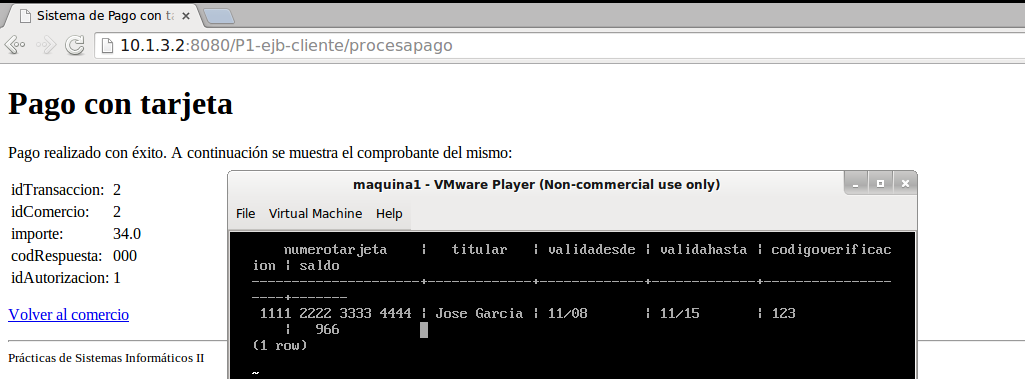 Sistema de Pago con ta
10.1.3.2:8080/P1-ejb-cliente/procesapago
Pago con tarjeta
Pago realizado con éxito. A continuación se muestra el comprobante del mismo:
idTransaccion: 2
idComercio: 2
importe: 34.0
codRespuesta: 000
idAutorizacion: 1
Volver al comercio
Prácticas de Sistemas Informáticos II
maquina1 - VMware Player (Non-commercial use only)
File Virtual Machine Help
numerotarjeta | titular | validadesde | validahasta | codigoverificac
ion | saldo
---------------------+-------------+-------------+-------------+---------------
----+-------
1111 2222 3333 4444 | Jose Garcia | 11/08 | 11/15 | 123
| 966
(1 row)
~